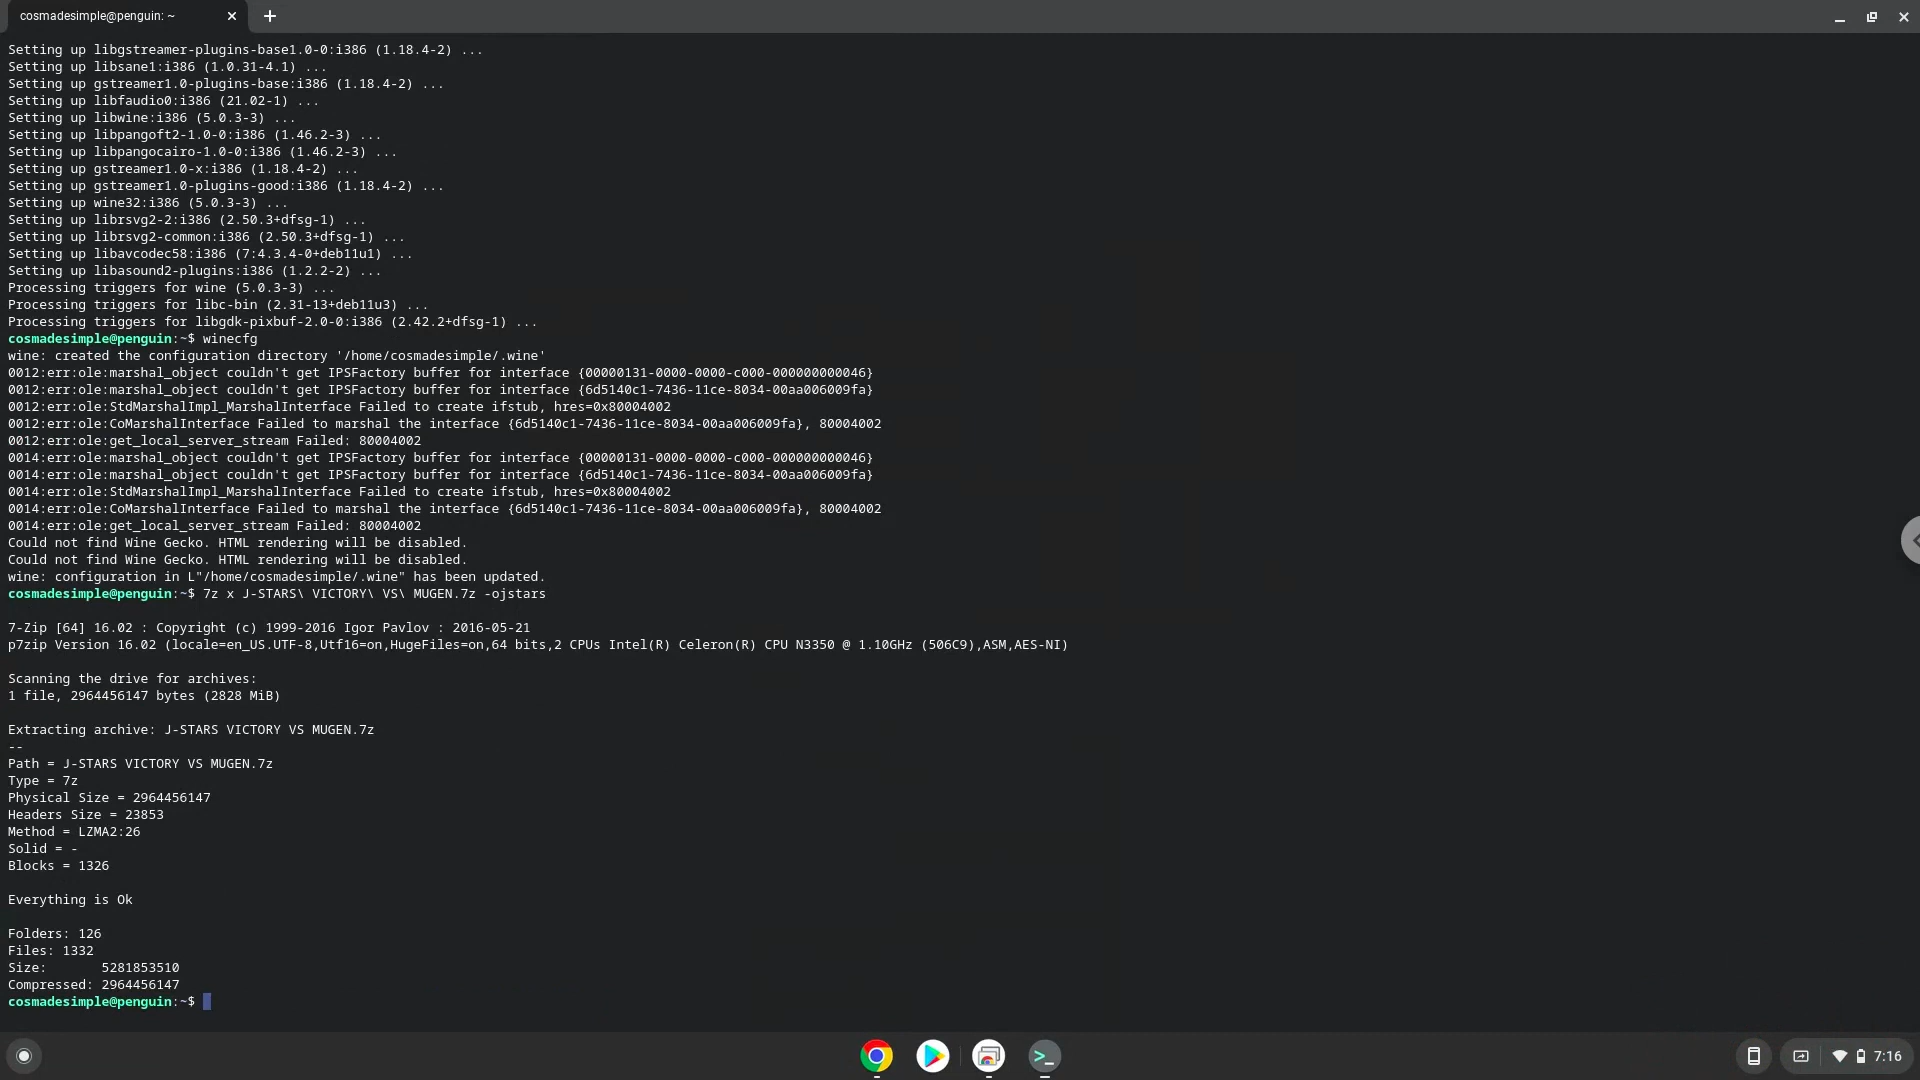 cosmadesimple@penguin: ~
Setting up libgstreamer-plugins-base1.0-0:i386 (1.18.4-2) ...
Setting up libsane1:i386 (1.0.31-4.1) ...
Setting up gstreamer1.0-plugins-base:i386 (1.18.4-2) ...
Setting up libfaudio0:i386 (21.02-1) ...
Setting up libwine:i386 (5.0.3-3) ...
Setting up libpangoft2-1.0-0:i386 (1.46.2-3) ...
Setting up libpangocairo-1.0-0:i386 (1.46.2-3) ...
Setting up gstreamer1.0-x:i386 (1.18.4-2) ...
Setting up gstreamer1.0-plugins-good:i386 (1.18.4-2) ...
Setting up wine32:i386 (5.0.3-3) ...
Setting up librsvg2-2:i386 (2.50.3+dfsg-1) ...
Setting up librsvg2-common:i386 (2.50.3+dfsg-1) ...
Setting up libavcodec58:i386 (7:4.3.4-0+deb11u1) ...
Setting up libasound2-plugins:i386 (1.2.2-2) ...
Processing triggers for wine (5.0.3-3) ...
Processing triggers for libc-bin (2.31-13+deb11u3) ...
Processing triggers for libgdk-pixbuf-2.0-0:i386 (2.42.2+dfsg-1) ...
cosmadesimple@penguin:~$ winecfg
wine: created the configuration directory '/home/cosmadesimple/.wine'
0012:err:ole:marshal_object couldn't get IPSFactory buffer for interface {00000131-0000-0000-c000-000000000046}
0012:err:ole:marshal_object couldn't get IPSFactory buffer for interface {6d5140c1-7436-11ce-8034-00aa006009fa}
0012:err:ole:StdMarshalImpl_MarshalInterface Failed to create ifstub, hres=0x80004002
0012:err:ole:CoMarshalInterface Failed to marshal the interface {6d5140c1-7436-11ce-8034-00aa006009fa}, 80004002
0012:err:ole:get_local_server_stream Failed: 80004002
0014:err:ole:marshal_object couldn't get IPSFactory buffer for interface {00000131-0000-0000-c000-000000000046}
0014:err:ole:marshal_object couldn't get IPSFactory buffer for interface {6d5140c1-7436-11ce-8034-00aa006009fa}
0014:err:ole:StdMarshalImpl_MarshalInterface Failed to create ifstub, hres=0x80004002
0014:err:ole:CoMarshalInterface Failed to marshal the interface {6d5140c1-7436-11ce-8034-00aa006009fa}, 80004002
0014:err:ole:get_local_server_stream Failed: 80004002
Could not find Wine Gecko. HTML rendering will be disabled.
Could not find Wine Gecko. HTML rendering will be disabled.
wine: configuration in L"/home/cosmadesimple/.wine" has been updated.
cosmadesimple@penguin:~$ 7z x J-STARS\ VICTORY\ VS\ MUGEN.7z -ojstars
7-Zip [64] 16.02 : Copyright (c) 1999-2016 Igor Pavlov : 2016-05-21
p7zip Version 16.02 (locale=en_US.UTF-8,Utf16=on,HugeFiles=on,64 bits,2 CPUs Intel(R) Celeron(R) CPU N3350 @ 1.10GHz (506C9),ASM,AES-NI)
Scanning the drive for archives:
1 file, 2964456147 bytes (2828 MiB)
Extracting archive: J-STARS VICTORY VS MUGEN.7z
--
Path = J-STARS VICTORY VS MUGEN.7z
Type = 7z
Physical Size = 2964456147
Headers Size = 23853
Method = LZMA2:26
Solid = -
Blocks = 1326
Everything is Ok
Folders: 126
Files: 1332
Size:       5281853510
Compressed: 2964456147
cosmadesimple@penguin:~$
7:16